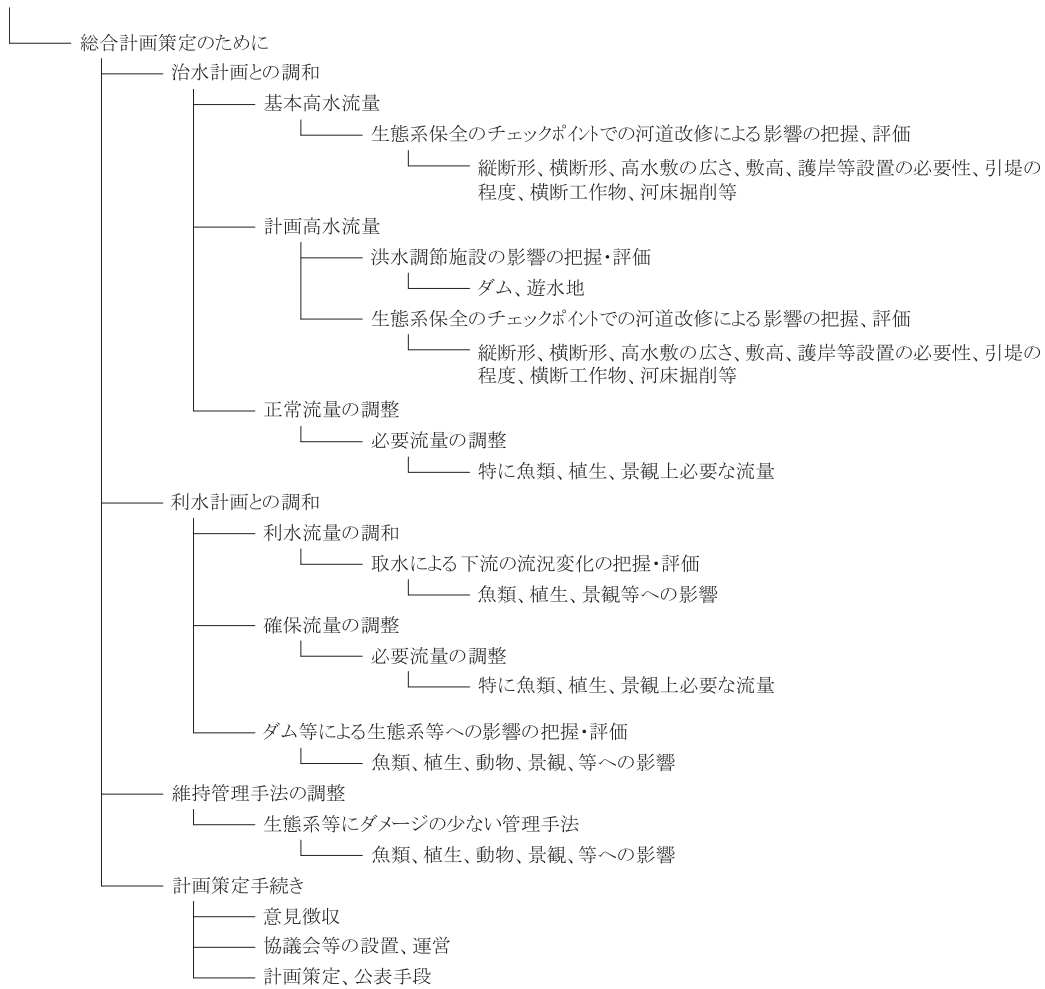 総合計画策定のために
治水計画との調和
基本高水流量
生態系保全のチェックポイントでの河道改修による影響の把握、評価
縦断形、横断形、高水敷の広さ、敷高、護岸等設置の必要性、引堤の
程度、横断工作物、河床掘削等
計画高水流量
洪水調節施設の影響の把握・評価
ダム、遊水地
生態系保全のチェックポイントでの河道改修による影響の把握、評価
縦断形、横断形、高水敷の広さ、敷高、護岸等設置の必要性、引堤の
程度、横断工作物、河床掘削等
正常流量の調整
必要流量の調整
特に魚類、植生、景観上必要な流量
利水計画との調和
利水流量の調和
取水による下流の流況変化の把握・評価
魚類、植生、景観等への影響
確保流量の調整
必要流量の調整
特に魚類、植生、景観上必要な流量
ダム等による生態系等への影響の把握・評価
魚類、植生、動物、景観、等への影響
維持管理手法の調整
生態系等にダメージの少ない管理手法
魚類、植生、動物、景観、等への影響
計画策定手続き
意見徴収
協議会等の設置、運営
計画策定、公表手段